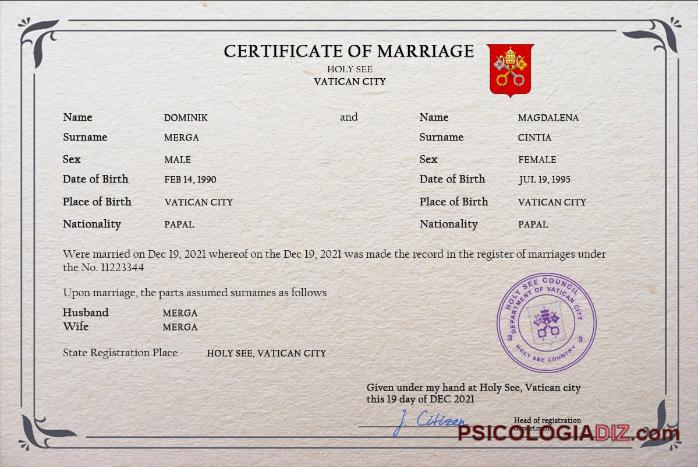 CERTIFICATE OF MARRIAGE
HOLY SEE
VATICAN CITY
Name DOMINIK and Name MAGDALENA
Surname MERGA Surname CINTIA
Sex MALE Sex FEMALE
Date of Birth FEB 14, 1990 Date of Birth JUL 19, 1995
Place of Birth VATICAN CITY Place of Birth VATICAN CITY
Nationality PAPAL Nationality PAPAL
Were married on Dec 19, 2021 whereof on the Dec 19, 2021 was made the record in the register of marriages under
the No. 11223344
Upon marriage, the parts assumed surnames as follows
Husband MERGA
Wife MERGA
State Registration Place HOLY SEE, VATICAN CITY
HOLY SEE COUNCIL
DEPARTMENT OF VATICAN CITY
3 3
HOLY SEE COUNTRY
Given under my hand at Holy See, Vatican city
this 19 day of DEC 2021
J. Citizen Head of registration
PSICOLOGIADIZ.com